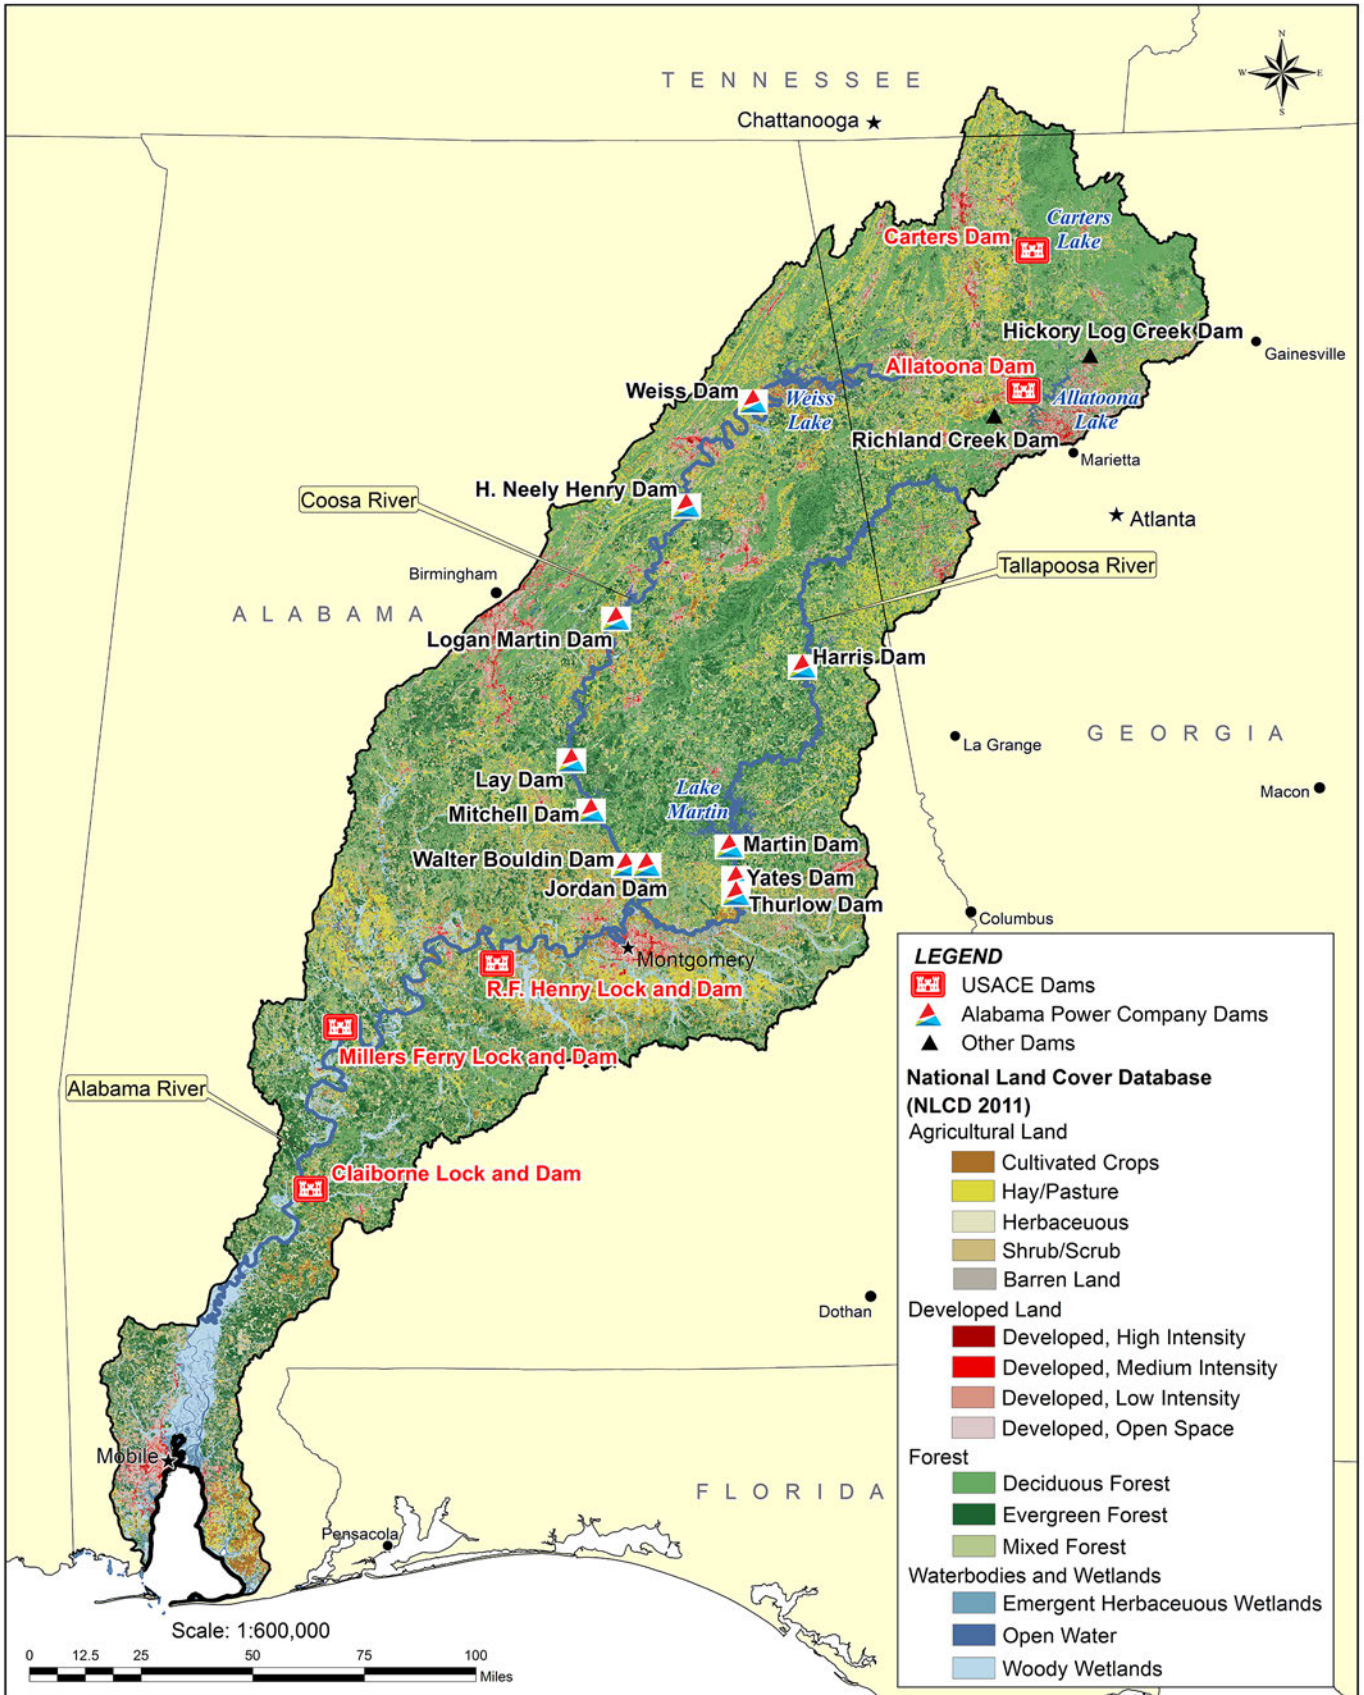 N
W E
S
TENNESSEE
Chattanooga
Carters
Lake
Carters Dam
Hickory Log Creek Dam
Gainesville
Allatoona Dam
Weiss Dam
Weiss
Lake
Allatoona
Lake
Richland Creek Dam
Marietta
H. Neely Henry Dam
Coosa River
Atlanta
Tallapoosa River
Birmingham
ALABAMA
Logan Martin Dam
Harris Dam
GEORGIA
La Grange
Lay Dam
Lake
Martin
Macon
Mitchell Dam
Martin Dam
Walter Bouldin Dam
Yates Dam
Jordan Dam
Thurlow Dam
Columbus
Montgomery
R.F. Henry Lock and Dam
Millers Ferry Lock and Dam
Alabama River
Claiborne Lock and Dam
Dothan
Mobile
FLORIDA
Pensacola
Scale: 1:600,000
0 12.5 25 50 75 100
Miles
LEGEND
USACE Dams
Alabama Power Company Dams
Other Dams
National Land Cover Database
(NLCD 2011)
Agricultural Land
Cultivated Crops
Hay/Pasture
Herbaceuous
Shrub/Scrub
Barren Land
Developed Land
Developed, High Intensity
Developed, Medium Intensity
Developed, Low Intensity
Developed, Open Space
Forest
Deciduous Forest
Evergreen Forest
Mixed Forest
Waterbodies and Wetlands
Emergent Herbaceuous Wetlands
Open Water
Woody Wetlands